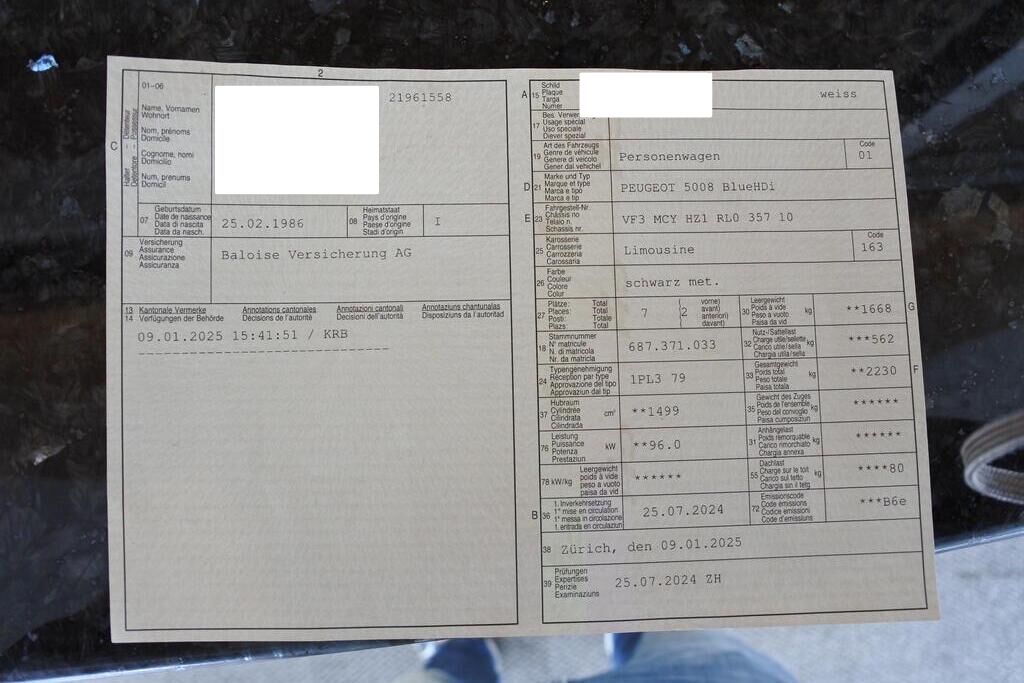 2
01-06
21961558
Halter - Détenteur
Detentore - Possessur
C
Name, Vornamen
Wohnort
Nom, prénoms
Domicile
Cognome, nomi
Domicilio
Num, prenums
Domicil
07
Geburtsdatum
Date de naissance
Data di nascita
Data da nasch.
25.02.1986
08
Heimatstaat
Pays d'origine
Paese d'origine
Stadi d'origin
I
09
Versicherung
Assurance
Assicurazione
Assicuranza
Baloise Versicherung AG
13 Kantonale Vermerke Annotations cantonales Annotazioni cantonali Annotaziuns chantunalas
14 Verfügungen der Behörde Décisions de l'autorité Decisioni dell'autorità Disposiziuns da l'autoritad
09.01.2025 15:41:51 / KRB
-----------------------------
A 15
Schild
Plaque
Targa
Numer
weiss
17
Bes. Verwen
Usage spécial
Uso speciale
Diever spezial
19
Art des Fahrzeugs
Genre de véhicule
Genere di veicolo
Gener dal vehichel
Personenwagen
Code
01
D 21
Marke und Typ
Marque et type
Marca e tipo
Marca e tip
PEUGEOT 5008 BlueHDi
E 23
Fahrgestell-Nr.
Châssis no
Telaio n.
Schassis nr.
VF3 MCY HZ1 RL0 357 10
25
Karosserie
Carrosserie
Carrozzeria
Carossaria
Limousine
Code
163
26
Farbe
Couleur
Colore
Colur
schwarz met.
27
Plätze: Total
Places: Total
Posti: Totale
Plazs: Total
7
( 2
vorne)
avant)
anteriori)
davant)
30
Leergewicht
Poids à vide
Peso a vuoto
Paisa da vid
kg
**1668
G
18
Stammnummer
N° matricule
N. di matricola
Nr. da matricla
687.371.033
32
Nutz-/Sattellast
Charge utile/sellette
Carico utile/sella
Chargia utila/sella
kg
***562
24
Typengenehmigung
Réception par type
Approvazione del tipo
Approvaziun dal tip
1PL3 79
33
Gesamtgewicht
Poids total
Peso totale
Paisa totala
kg
**2230
F
37
Hubraum
Cylindrée
Cilindrata
Cilindrada
cm³
**1499
35
Gewicht des Zuges
Poids de l'ensemble
Peso del convoglio
Paisa cumposiziun
kg
******
76
Leistung
Puissance
Potenza
Prestaziun
kW
**96.0
31
Anhängelast
Poids remorquable
Carico rimorchiato
Chargia annexa
kg
******
78 kW/kg
Leergewicht
poids à vide
peso a vuoto
paisa da vid
******
55
Dachlast
Charge sur le toit
Carico sul tetto
Chargia sin il tetg
kg
****80
B 36
1. Inverkehrsetzung
1re mise en circulation
1a messa in circolazione
1. entrada en circulaziun
25.07.2024
72
Emissionscode
Code émissions
Codice emissioni
Code d'emissiuns
***B6e
38
Zürich, den 09.01.2025
39
Prüfungen
Expertises
Perizie
Examinaziuns
25.07.2024 ZH